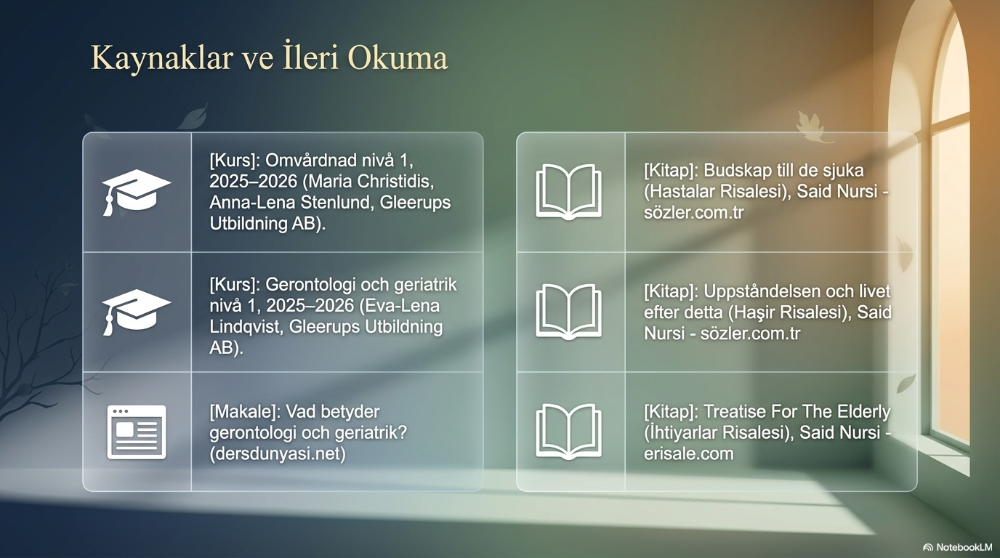 Kaynaklar ve İleri Okuma
[Kurs]: Omvårdnad nivå 1,
2025–2026 (Maria Christidis,
Anna-Lena Stenlund, Gleerups
Utbildning AB).
[Kurs]: Gerontologi och geriatrik
nivå 1, 2025–2026 (Eva-Lena
Lindqvist, Gleerups Utbildning
AB).
[Makale]: Vad betyder
gerontologi och geriatrik?
(dersdunyasi.net)
[Kitap]: Budskap till de sjuka
(Hastalar Risalesi), Said Nursi -
sözler.com.tr
[Kitap]: Uppståndelsen och livet
efter detta (Haşir Risalesi), Said
Nursi - sözler.com.tr
[Kitap]: Treatise For The Elderly
(İhtiyarlar Risalesi), Said Nursi -
erisale.com
NotebookLM